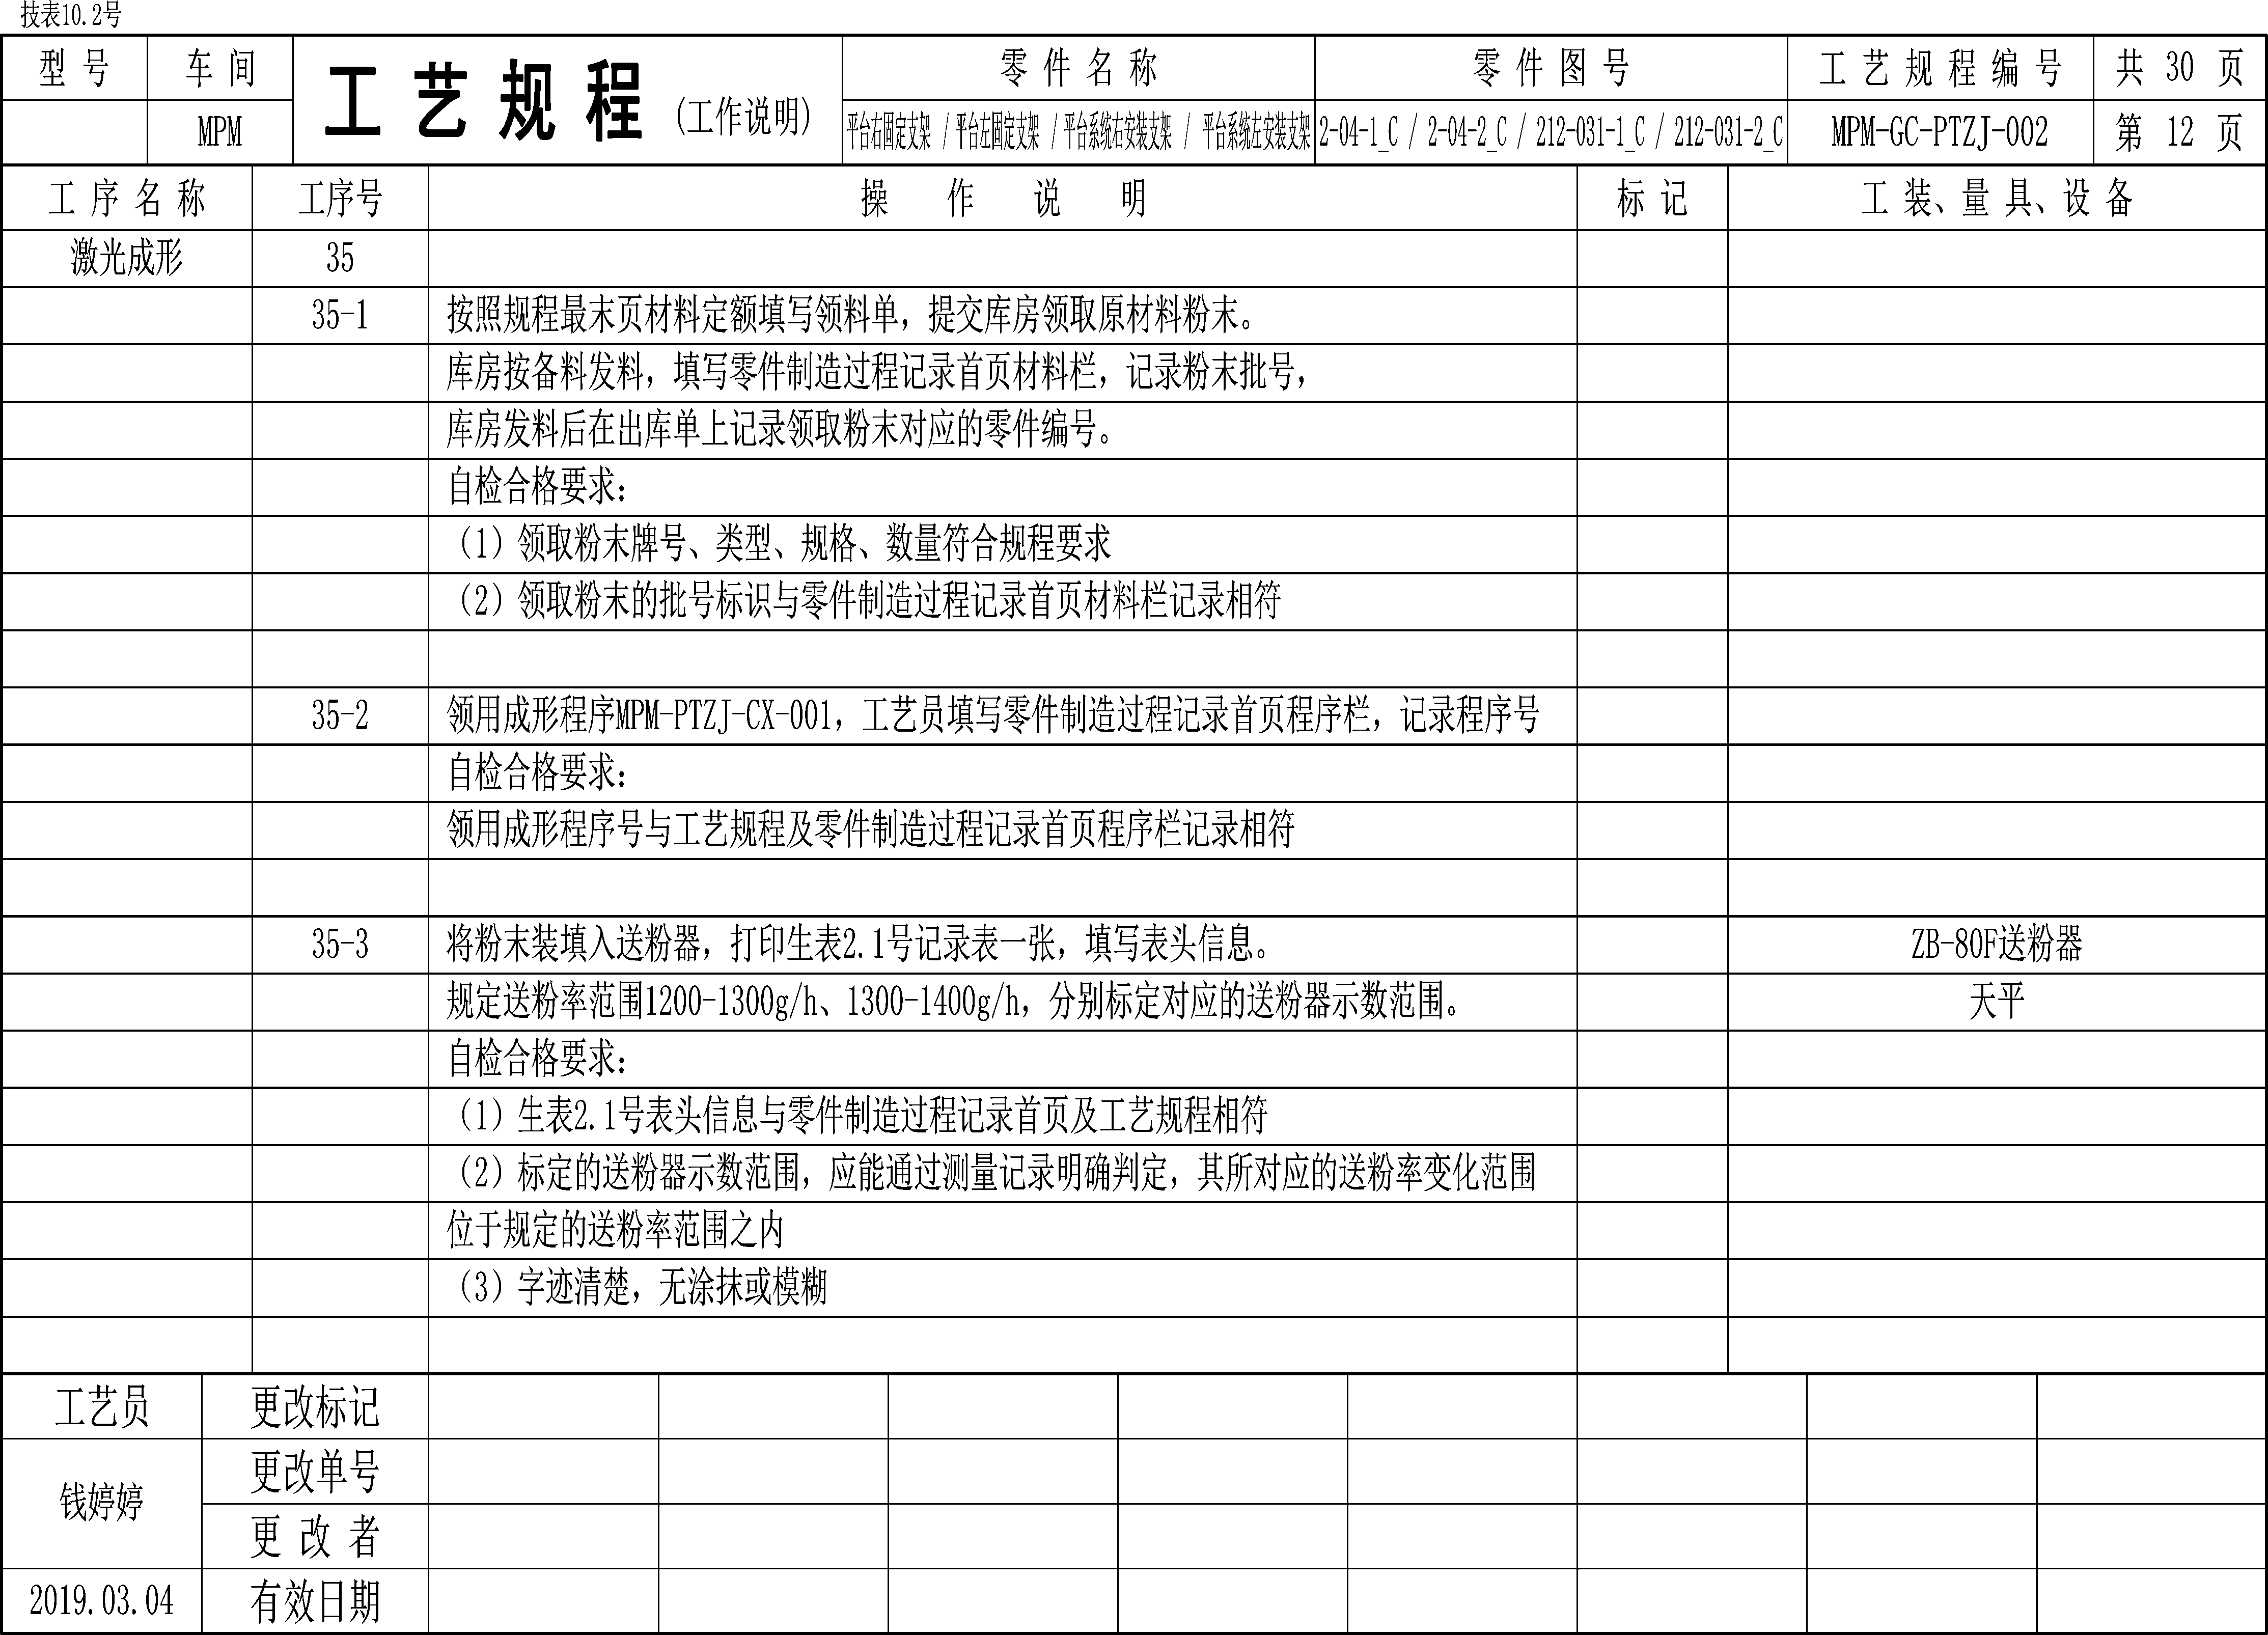 技表10.2号
型 号 车 间 工 艺 规 程 (工作说明) 零 件 名 称 零 件 图 号 工 艺 规 程 编 号 共 30 页
MPM 平台右固定支架 / 平台左固定支架 / 平台系统右安装支架 / 平台系统左安装支架 2-04-1_C / 2-04-2_C / 212-031-1_C / 212-031-2_C MPM-GC-PTZJ-002 第 12 页
工 序 名 称 工序号 操 作 说 明 标 记 工 装、量 具、设 备
激光成形 35
35-1 按照规程最末页材料定额填写领料单，提交库房领取原材料粉末。
库房按备料发料，填写零件制造过程记录首页材料栏，记录粉末批号，
库房发料后在出库单上记录领取粉末对应的零件编号。
自检合格要求：
（1）领取粉末牌号、类型、规格、数量符合规程要求
（2）领取粉末的批号标识与零件制造过程记录首页材料栏记录相符
35-2 领用成形程序MPM-PTZJ-CX-001，工艺员填写零件制造过程记录首页程序栏，记录程序号
自检合格要求：
领用成形程序号与工艺规程及零件制造过程记录首页程序栏记录相符
35-3 将粉末装填入送粉器，打印生表2.1号记录表一张，填写表头信息。 ZB-80F送粉器
规定送粉率范围1200-1300g/h、1300-1400g/h，分别标定对应的送粉器示数范围。 天平
自检合格要求：
（1）生表2.1号表头信息与零件制造过程记录首页及工艺规程相符
（2）标定的送粉器示数范围，应能通过测量记录明确判定，其所对应的送粉率变化范围
位于规定的送粉率范围之内
（3）字迹清楚，无涂抹或模糊
工艺员 更改标记
钱婷婷 更改单号
更 改 者
2019.03.04 有效日期